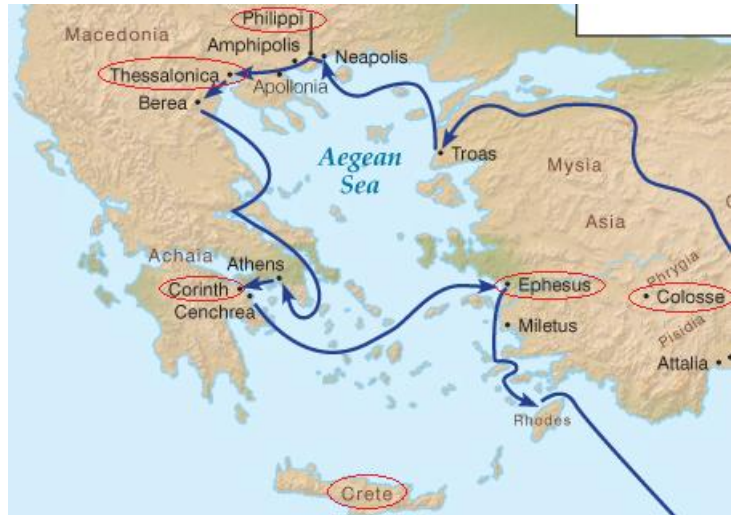 Philippi
Macedonia
Amphipolis
Neapolis
Thessalonica
Apollonia
Berea
Aegean
Sea
Troas
Mysia
Asia
Achaia
Athens
Phrygia
Corinth
Ephesus
Colosse
Cenchrea
Miletus
Pisidia
Attalia
Rhodes
Crete